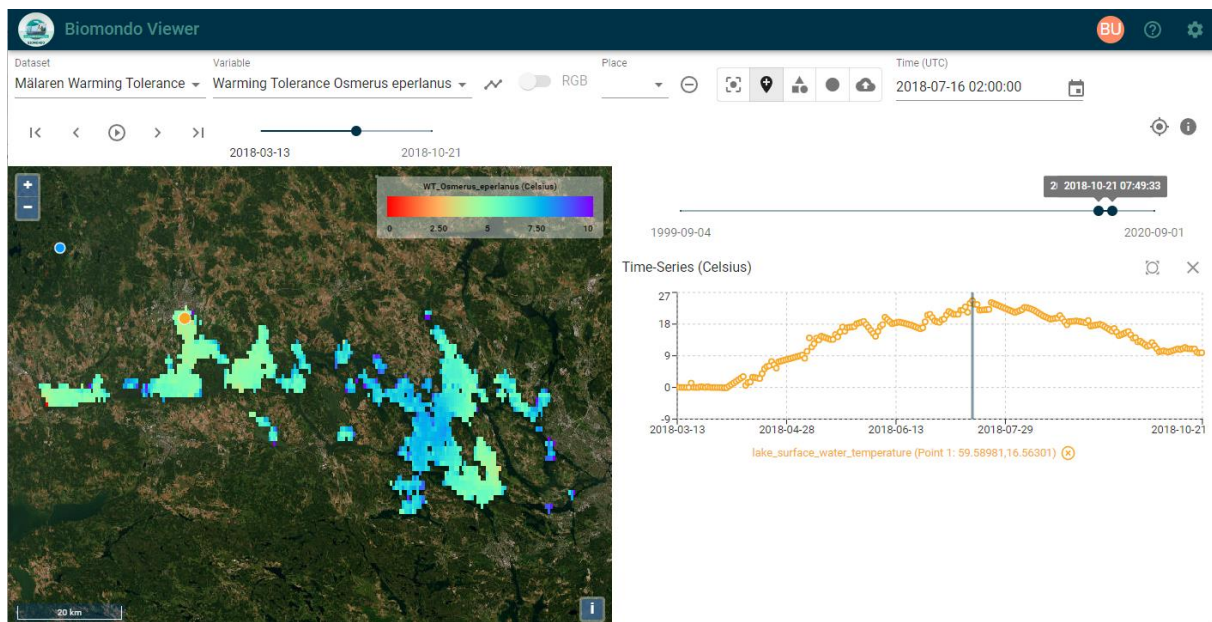 Biomondo Viewer
BU
Dataset
Mälaren Warming Tolerance
Variable
Warming Tolerance Osmerus eperlanus
RGB
Place
Time (UTC)
2018-07-16 02:00:00
2018-03-13
2018-10-21
WT_Osmerus_eperlanus (Celsius)
0 2.50 5 7.50 10
20 km
2018-10-21 07:49:33
1999-09-04
2020-09-01
Time-Series (Celsius)
27
18
9
0
-9
2018-03-13 2018-04-28 2018-06-13 2018-07-29 2018-10-21
lake_surface_water_temperature (Point 1: 59.58981,16.56301)